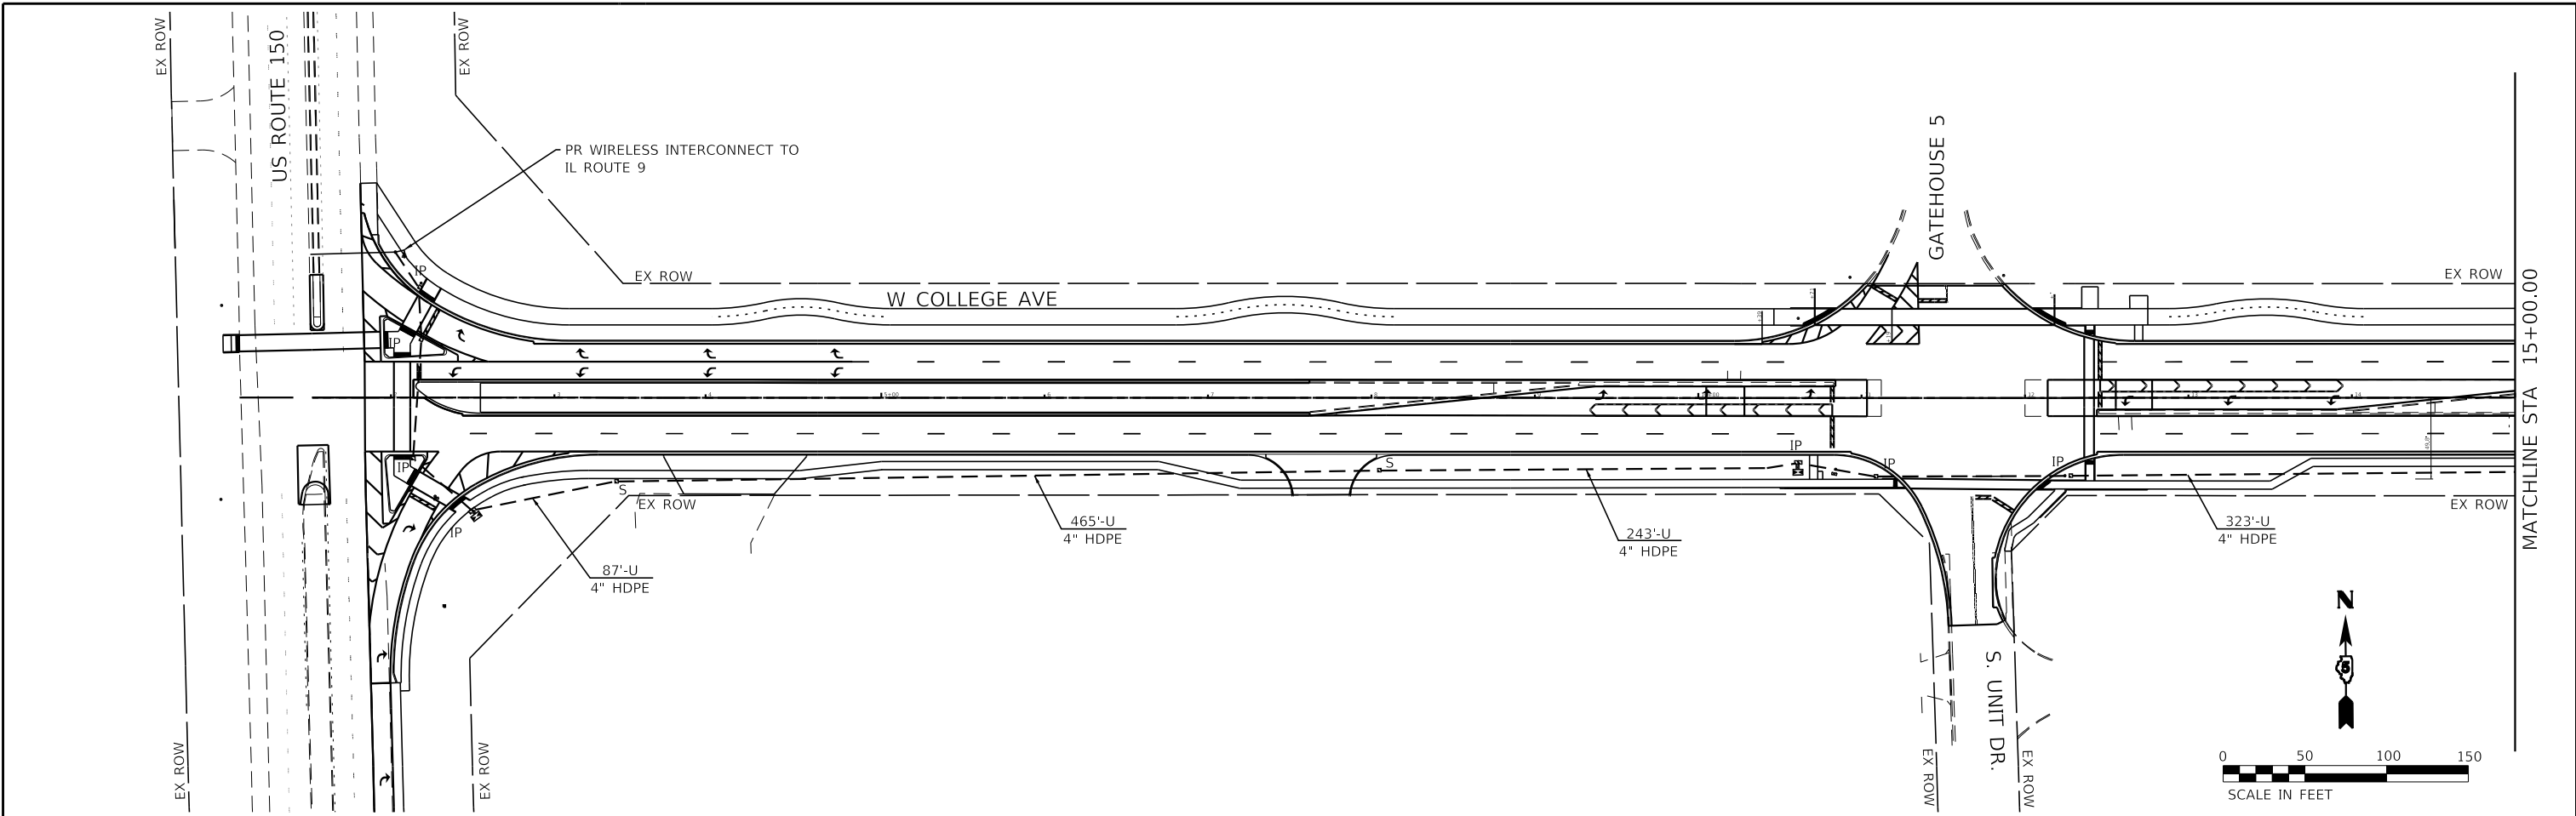 EX ROW
US ROUTE 150
EX ROW
PR WIRELESS INTERCONNECT TO
IL ROUTE 9
GATEHOUSE 5
EX ROW
W COLLEGE AVE
EX ROW
IP
IP
MATCHLINE STA 15+00.00
IP
IP
S
S
IP
IP
IP
EX ROW
EX ROW
465'-U
4" HDPE
243'-U
4" HDPE
323'-U
4" HDPE
87'-U
4" HDPE
N
5
S. UNIT DR.
EX ROW
EX ROW
EX ROW
EX ROW
0 50 100 150
SCALE IN FEET